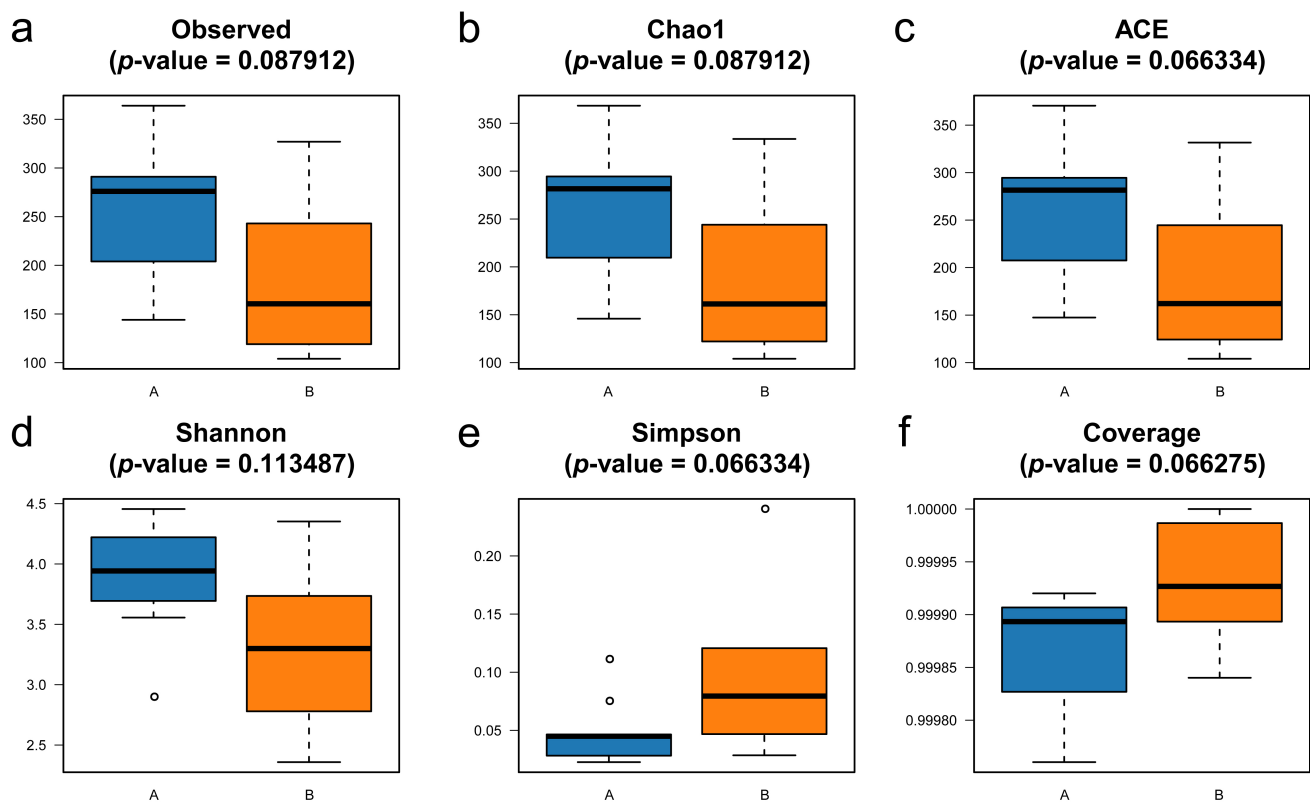 a
Observed
(p-value = 0.087912)
350
300
250
200
150
100
A B
b
Chao1
(p-value = 0.087912)
350
300
250
200
150
100
A B
c
ACE
(p-value = 0.066334)
350
300
250
200
150
100
A B
d
Shannon
(p-value = 0.113487)
4.5
4.0
3.5
3.0
2.5
A B
e
Simpson
(p-value = 0.066334)
0.20
0.15
0.10
0.05
A B
f
Coverage
(p-value = 0.066275)
1.00000
0.99995
0.99990
0.99985
0.99980
A B